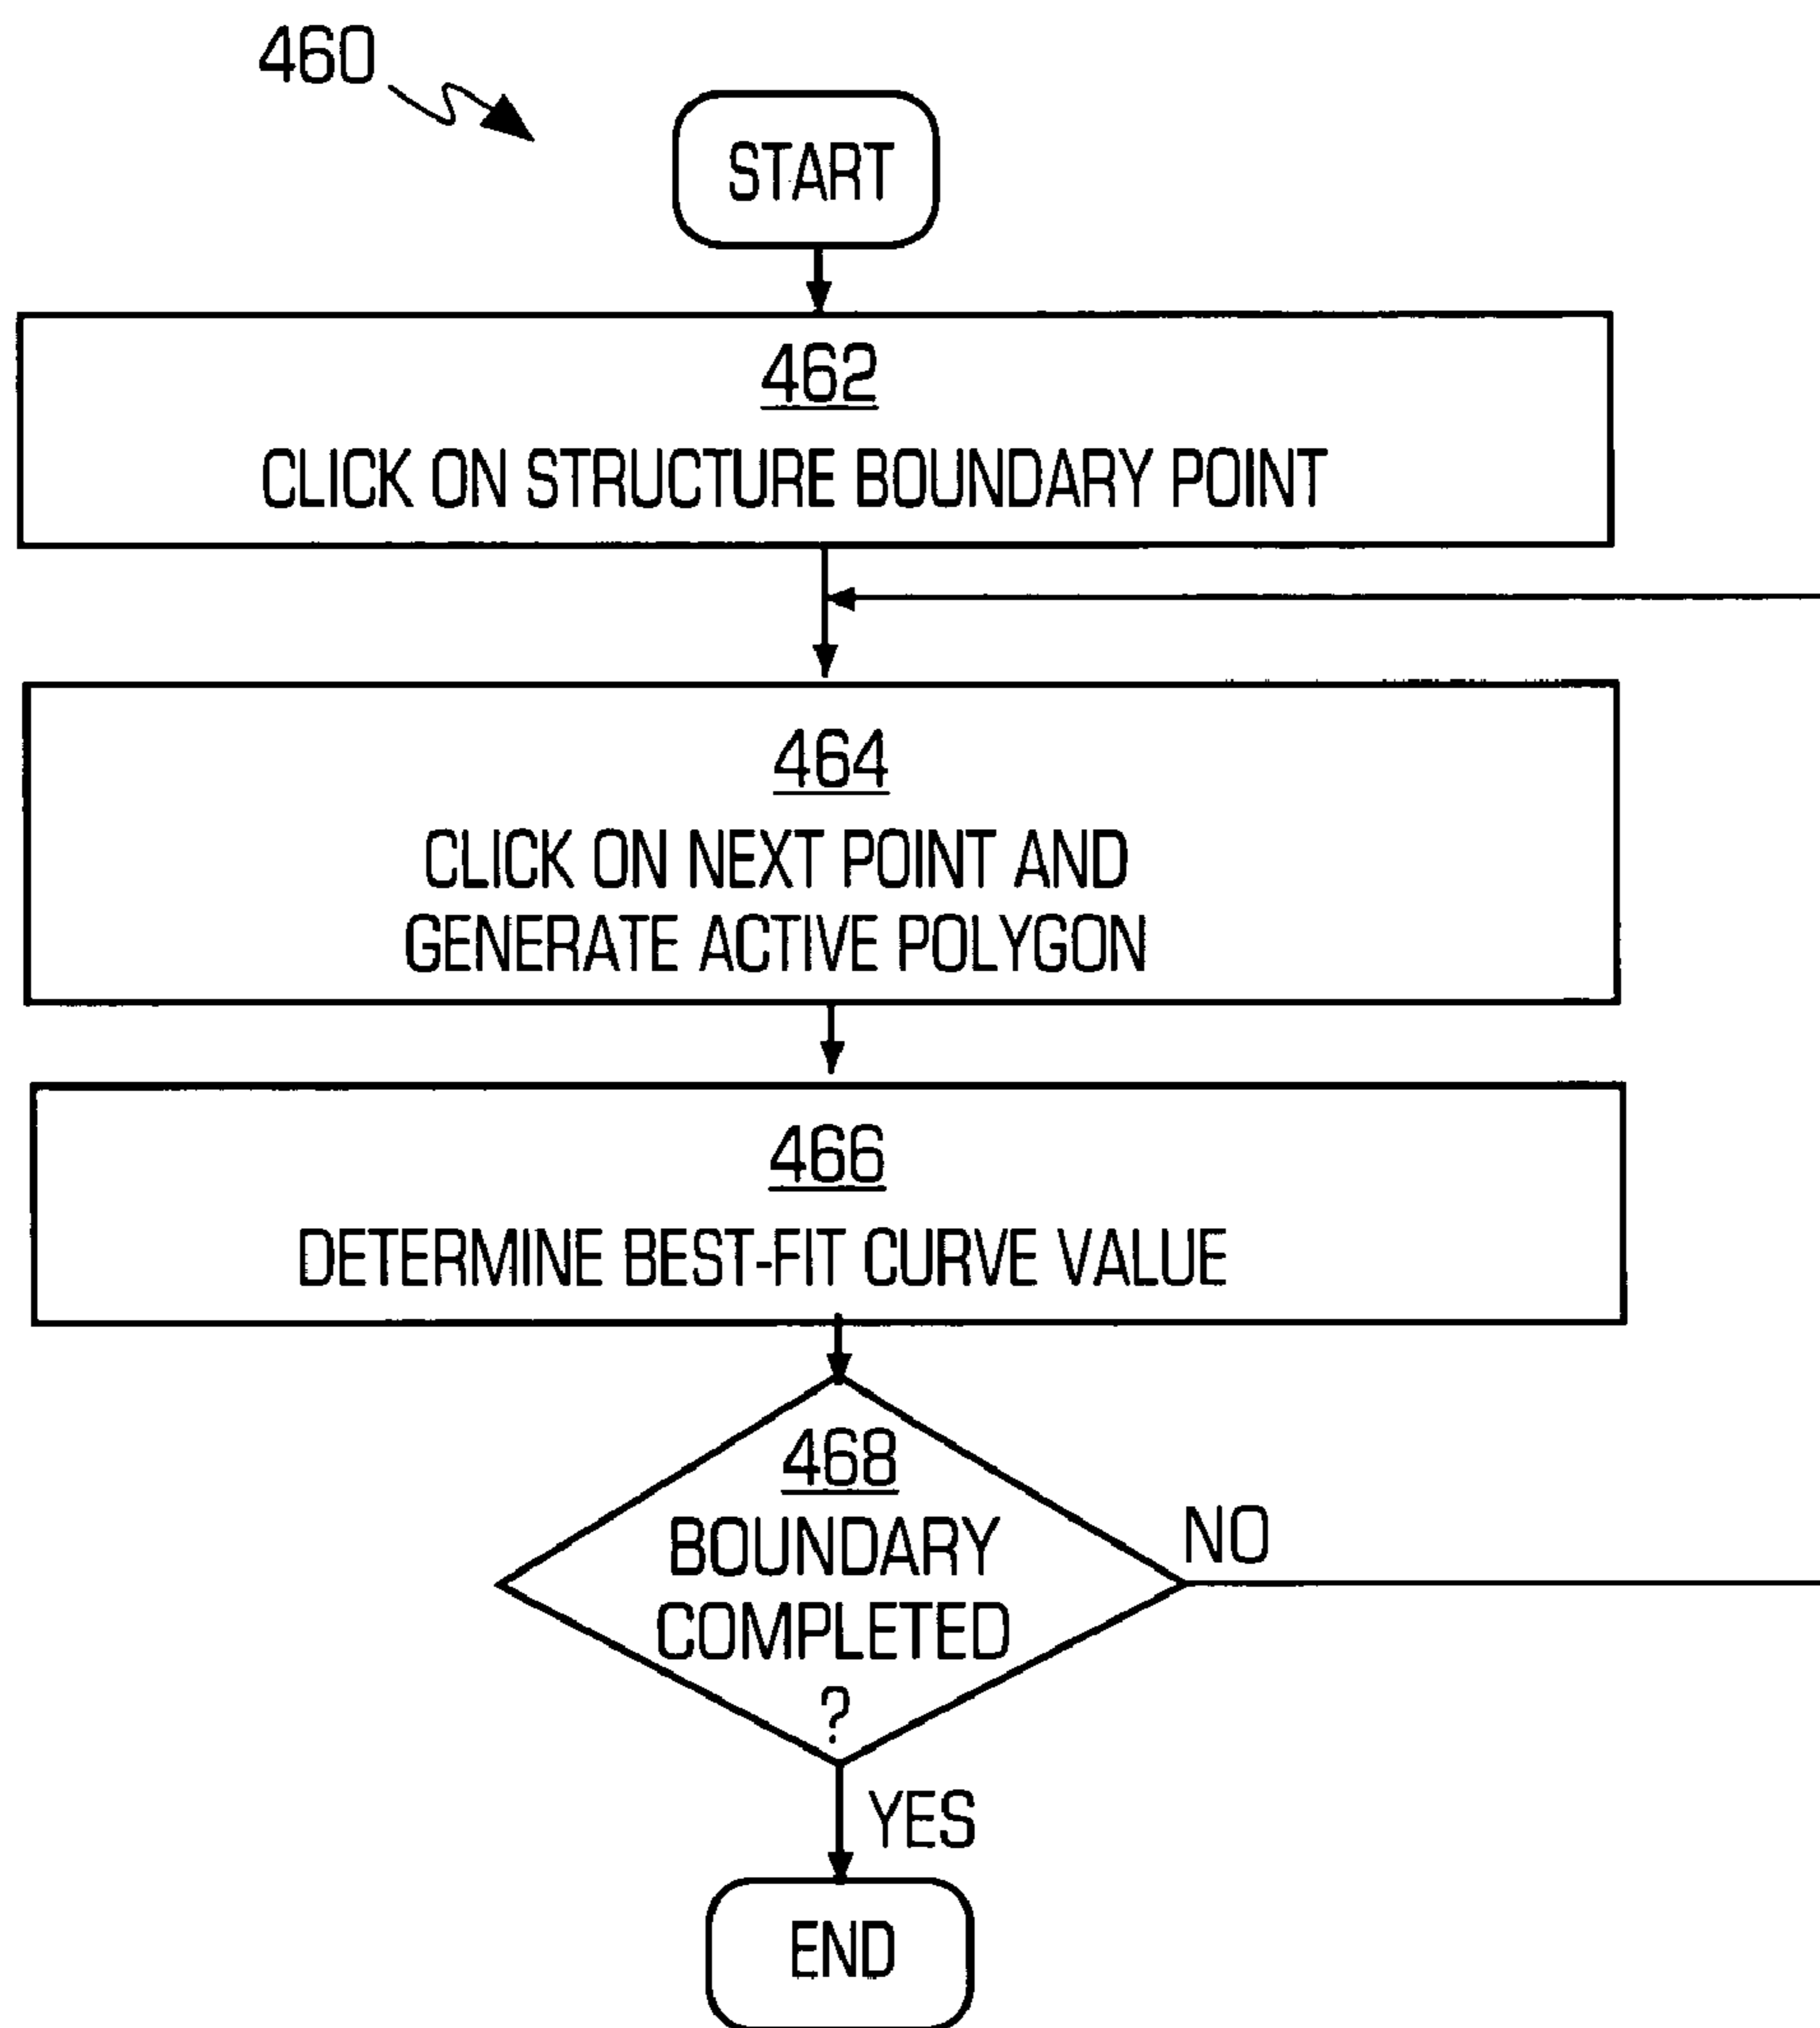 460
START
462
CLICK ON STRUCTURE BOUNDARY POINT
464
CLICK ON NEXT POINT AND
GENERATE ACTIVE POLYGON
466
DETERMINE BEST-FIT CURVE VALUE
468
BOUNDARY
COMPLETED
?
NO
YES
END